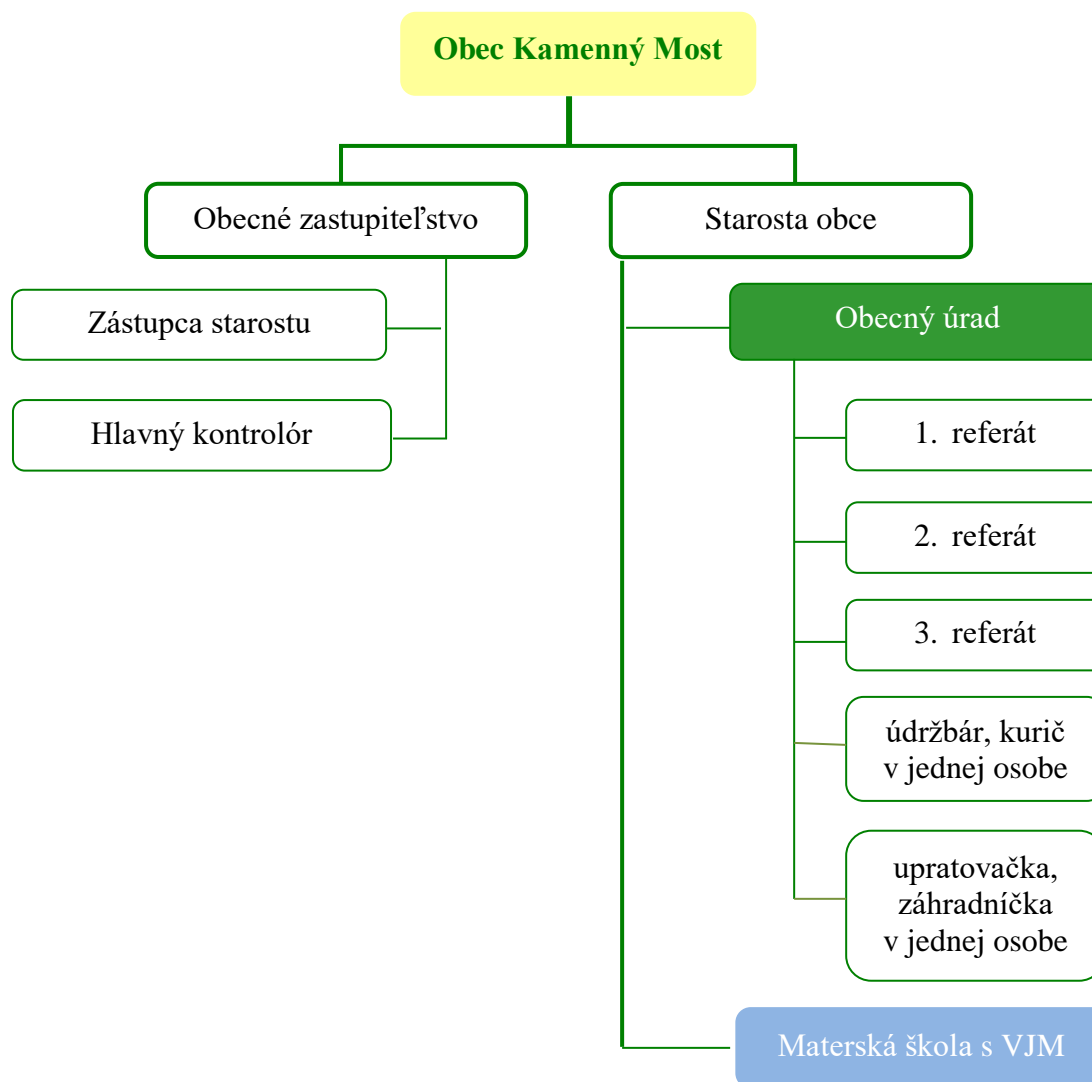 Obec Kamenný Most
Obecné zastupiteľstvo
Starosta obce
Zástupca starostu
Hlavný kontrolór
Obecný úrad
1. referát
2. referát
3. referát
údržbár, kurič
v jednej osobe
upratovačka,
záhradníčka
v jednej osobe
Materská škola s VJM